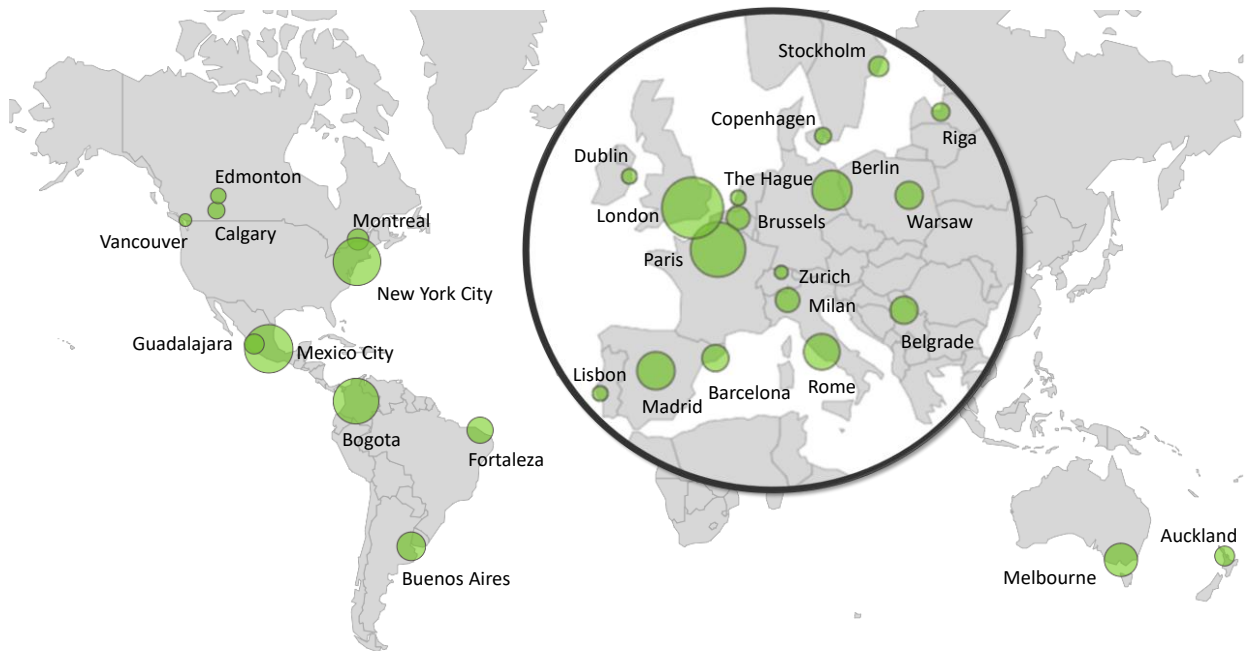 Stockholm
Copenhagen
Riga
Dublin
The Hague
Berlin
Edmonton
London
Brussels
Warsaw
Montreal
Vancouver
Calgary
Paris
Zurich
New York City
Milan
Guadalajara
Mexico City
Belgrade
Lisbon
Barcelona
Rome
Madrid
Bogota
Fortaleza
Auckland
Buenos Aires
Melbourne